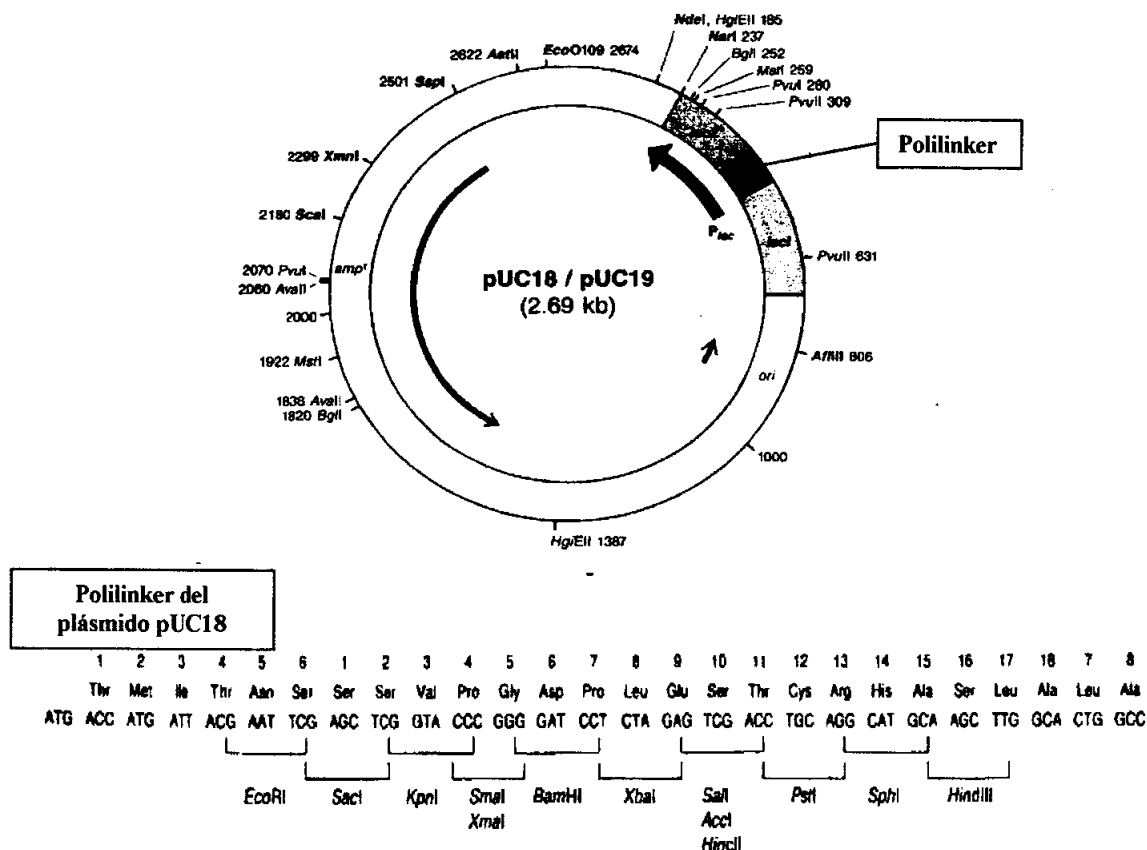 NdeI, HgiEII 185
NarI 237
BglI 252
MstI 259
PvuI 280
PvuII 309
EcoO109 2674
2622 AatII
2501 SspI
2299 XmnI
2180 ScaI
2070 PvuI
2060 AvaII
2000
1922 MstI
1838 AvaII
1820 BglI
amp^r
Polilinker
P_lac
lacI
PvuII 631
pUC18 / pUC19
(2.69 kb)
AflIII 806
ori
1000
HgiEII 1387
Polilinker del
plásmido pUC18
1 2 3 4 5 6 1 2 3 4 5 6 7 8 9 10 11 12 13 14 15 16 17 18 7 8
Thr Met Ile Thr Asn Ser Ser Ser Val Pro Gly Asp Pro Leu Glu Ser Thr Cys Arg His Ala Ser Leu Ala Leu Ala
ATG ACC ATG ATT ACG AAT TCG AGC TCG GTA CCC GGG GAT CCT CTA GAG TCG ACC TGC AGG CAT GCA AGC TTG GCA CTG GCC
EcoRI SacI KpnI SmaI BamHI XbaI SalI PstI SphI HindIII
XmaI AccI
HincII